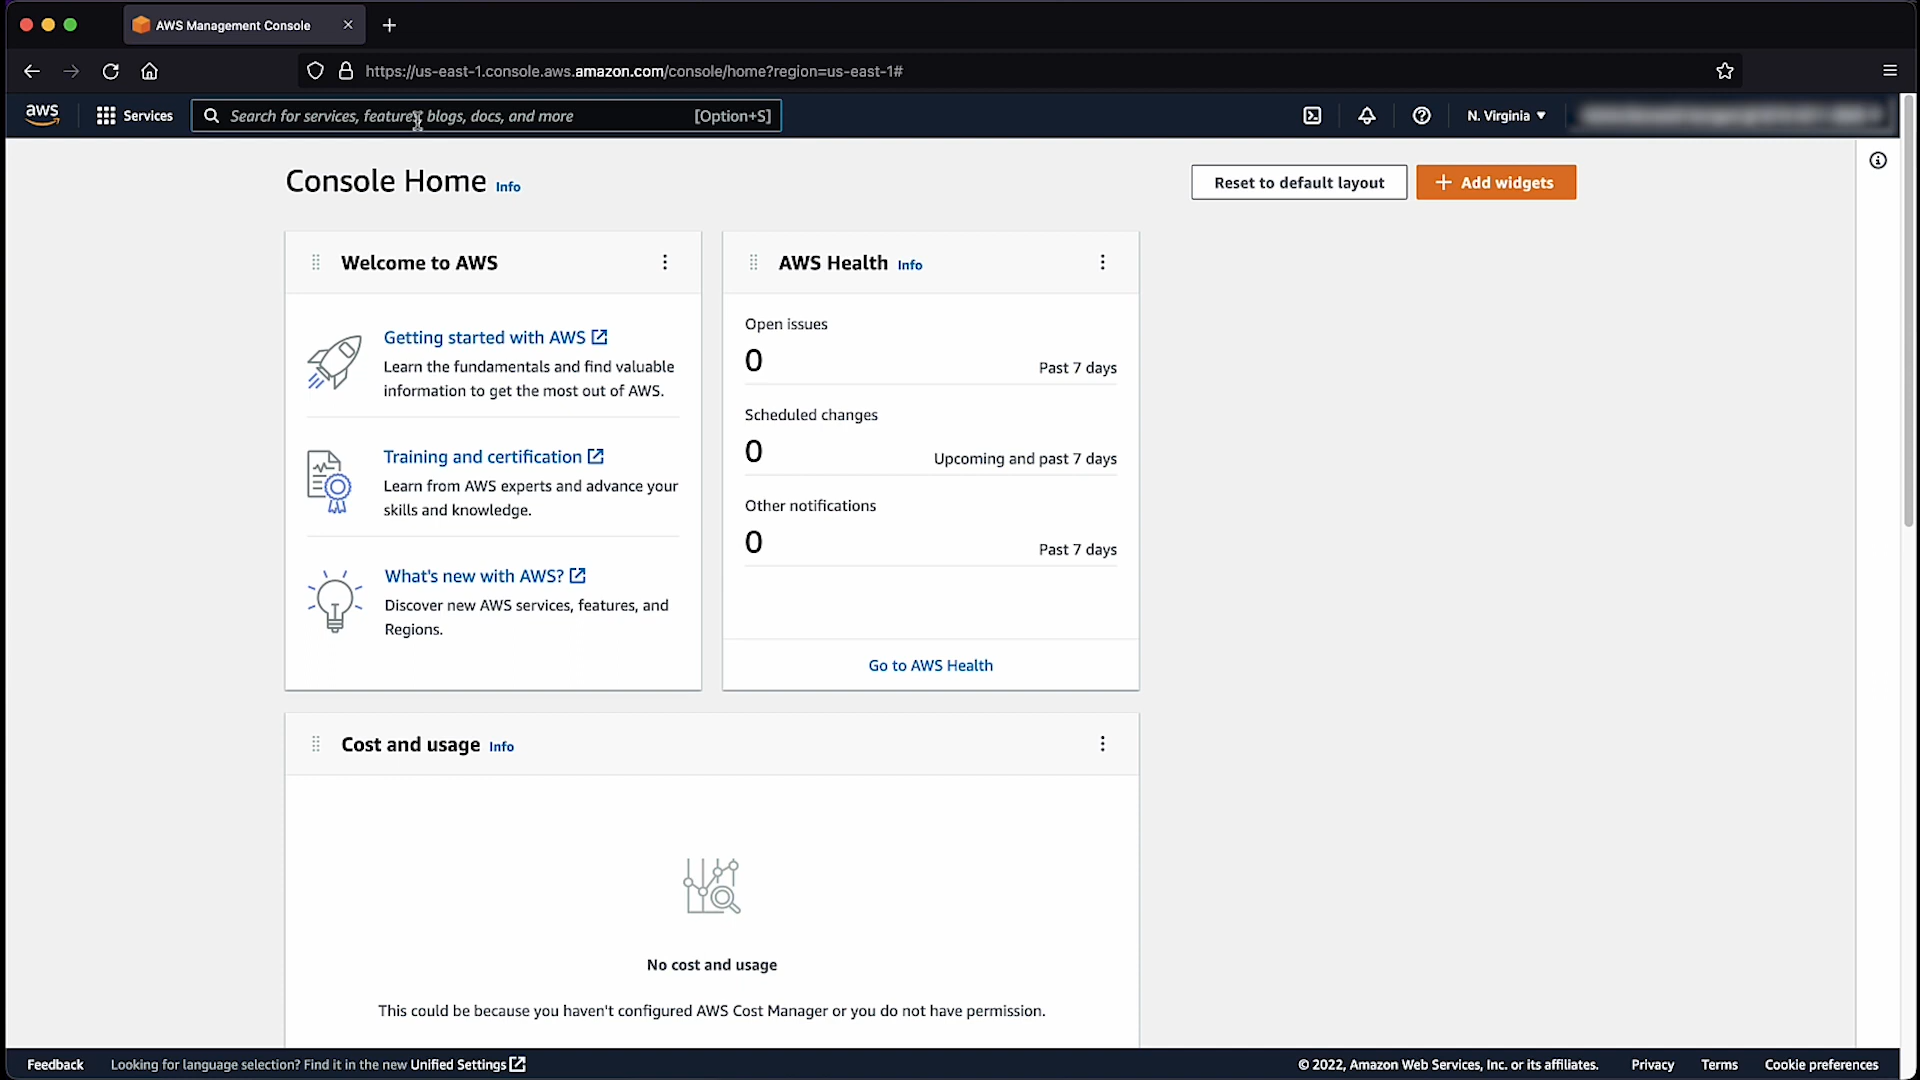 AWS Management Console
https://us-east-1.console.aws.amazon.com/console/home?region=us-east-1#
aws
Services
Search for services, features, blogs, docs, and more
[Option+S]
N. Virginia
Console Home Info
Reset to default layout
Add widgets
Welcome to AWS
Getting started with AWS
Learn the fundamentals and find valuable
information to get the most out of AWS.
Training and certification
Learn from AWS experts and advance your
skills and knowledge.
What's new with AWS?
Discover new AWS services, features, and
Regions.
AWS Health Info
Open issues
0
Past 7 days
Scheduled changes
0
Upcoming and past 7 days
Other notifications
0
Past 7 days
Go to AWS Health
Cost and usage Info
No cost and usage
This could be because you haven't configured AWS Cost Manager or you do not have permission.
Feedback
Looking for language selection? Find it in the new Unified Settings
© 2022, Amazon Web Services, Inc. or its affiliates.
Privacy
Terms
Cookie preferences